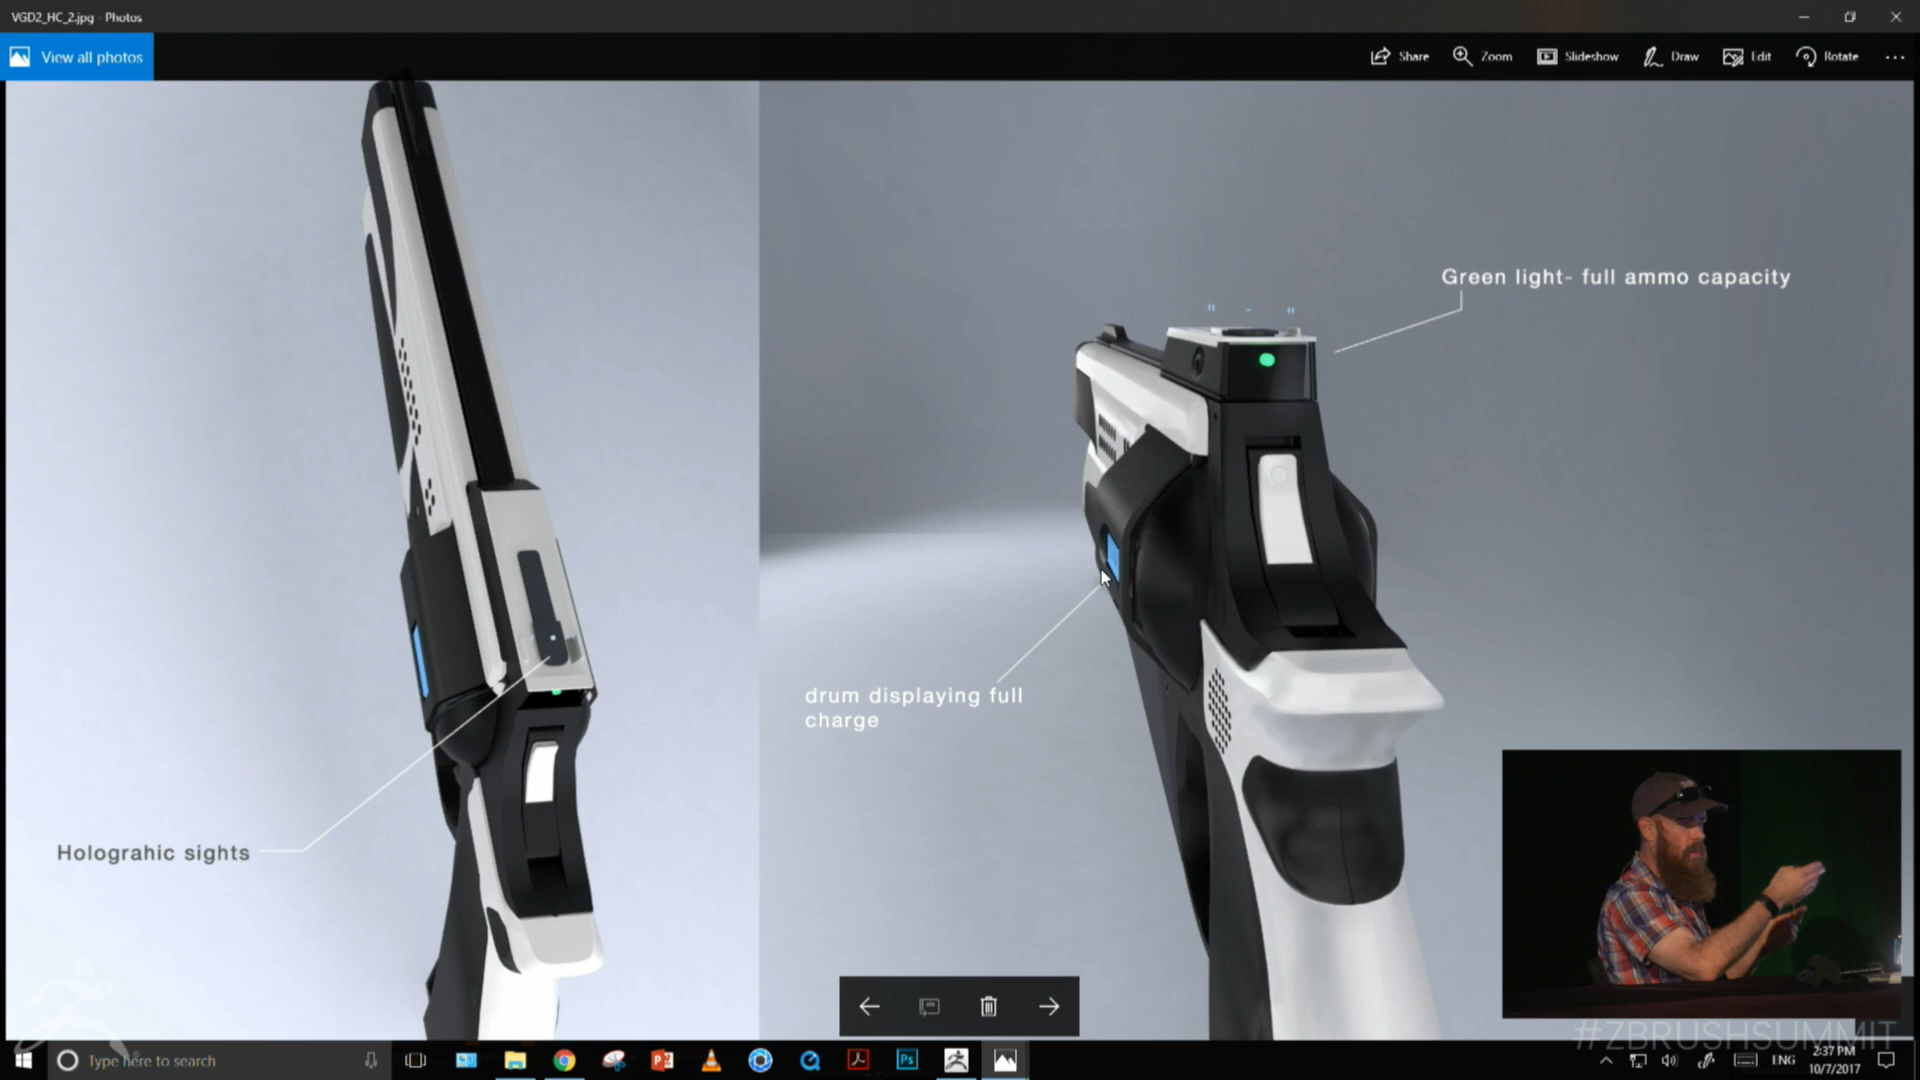 VGD2_HC_2.jpg - Photos
View all photos
Share
Zoom
Slideshow
Draw
Edit
Rotate
Green light- full ammo capacity
drum displaying full
charge
Holograhic sights
#ZBRUSHSUMMIT
Type here to search
Ps
ENG
2:37 PM
10/7/2017